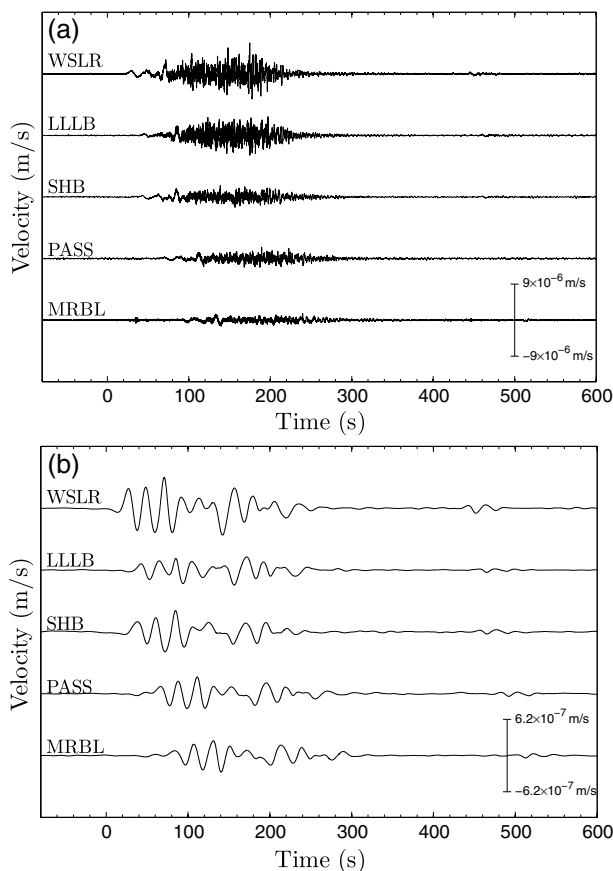 (a)
WSLR
LLLB
SHB
PASS
MRBL
9×10⁻⁶ m/s
−9×10⁻⁶ m/s
Velocity (m/s)
0 100 200 300 400 500 600
Time (s)
(b)
WSLR
LLLB
SHB
PASS
MRBL
6.2×10⁻⁷ m/s
−6.2×10⁻⁷ m/s
Velocity (m/s)
0 100 200 300 400 500 600
Time (s)